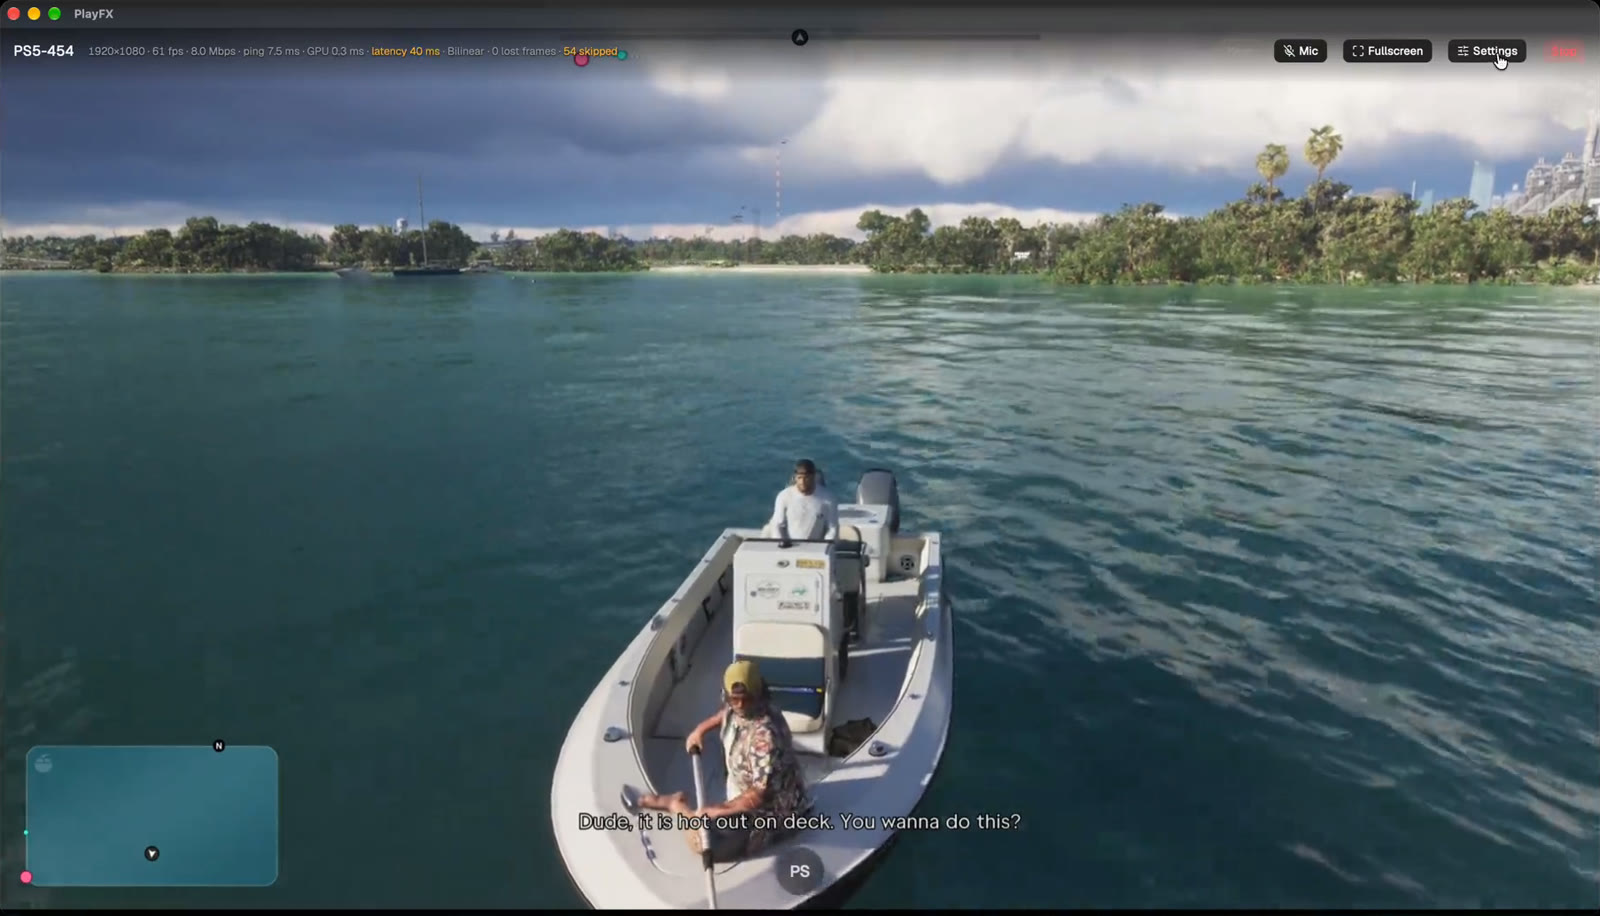 PlayFX
PS5-454 1920×1080 · 61 fps · 8.0 Mbps · ping 7.5 ms · GPU 0.3 ms · latency 40 ms · Bilinear · 0 lost frames · 54 skipped
Mic Fullscreen Settings
N
Dude, it is hot out on deck. You wanna do this?
PS